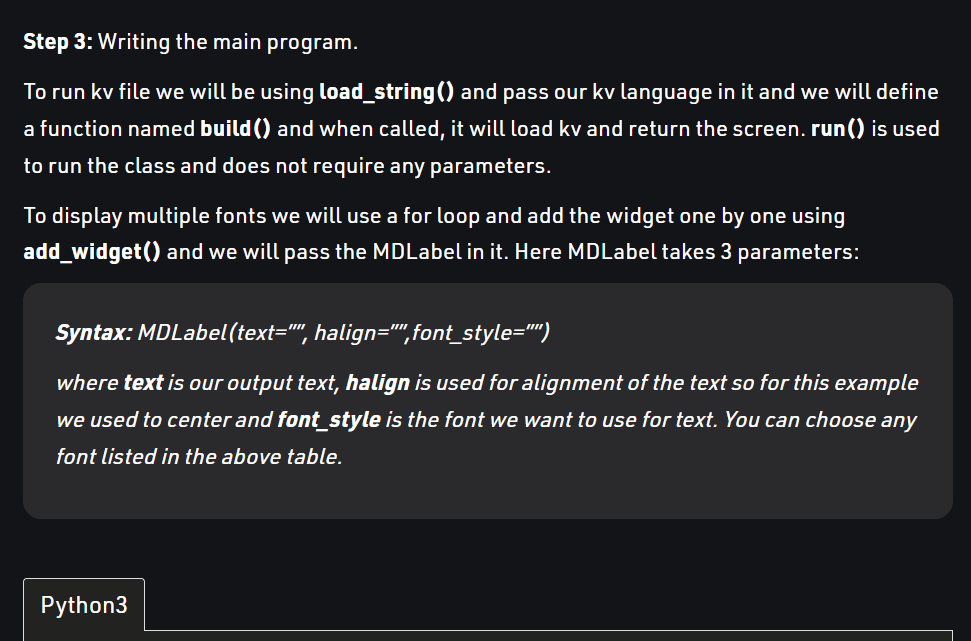 Step 3: Writing the main program.
To run kv file we will be using load_string() and pass our kv language in it and we will define
a function named build() and when called, it will load kv and return the screen. run() is used
to run the class and does not require any parameters.
To display multiple fonts we will use a for loop and add the widget one by one using
add_widget() and we will pass the MDLabel in it. Here MDLabel takes 3 parameters:
Syntax: MDLabel(text=””, halign=””,font_style=””)
where text is our output text, halign is used for alignment of the text so for this example
we used to center and font_style is the font we want to use for text. You can choose any
font listed in the above table.
Python3